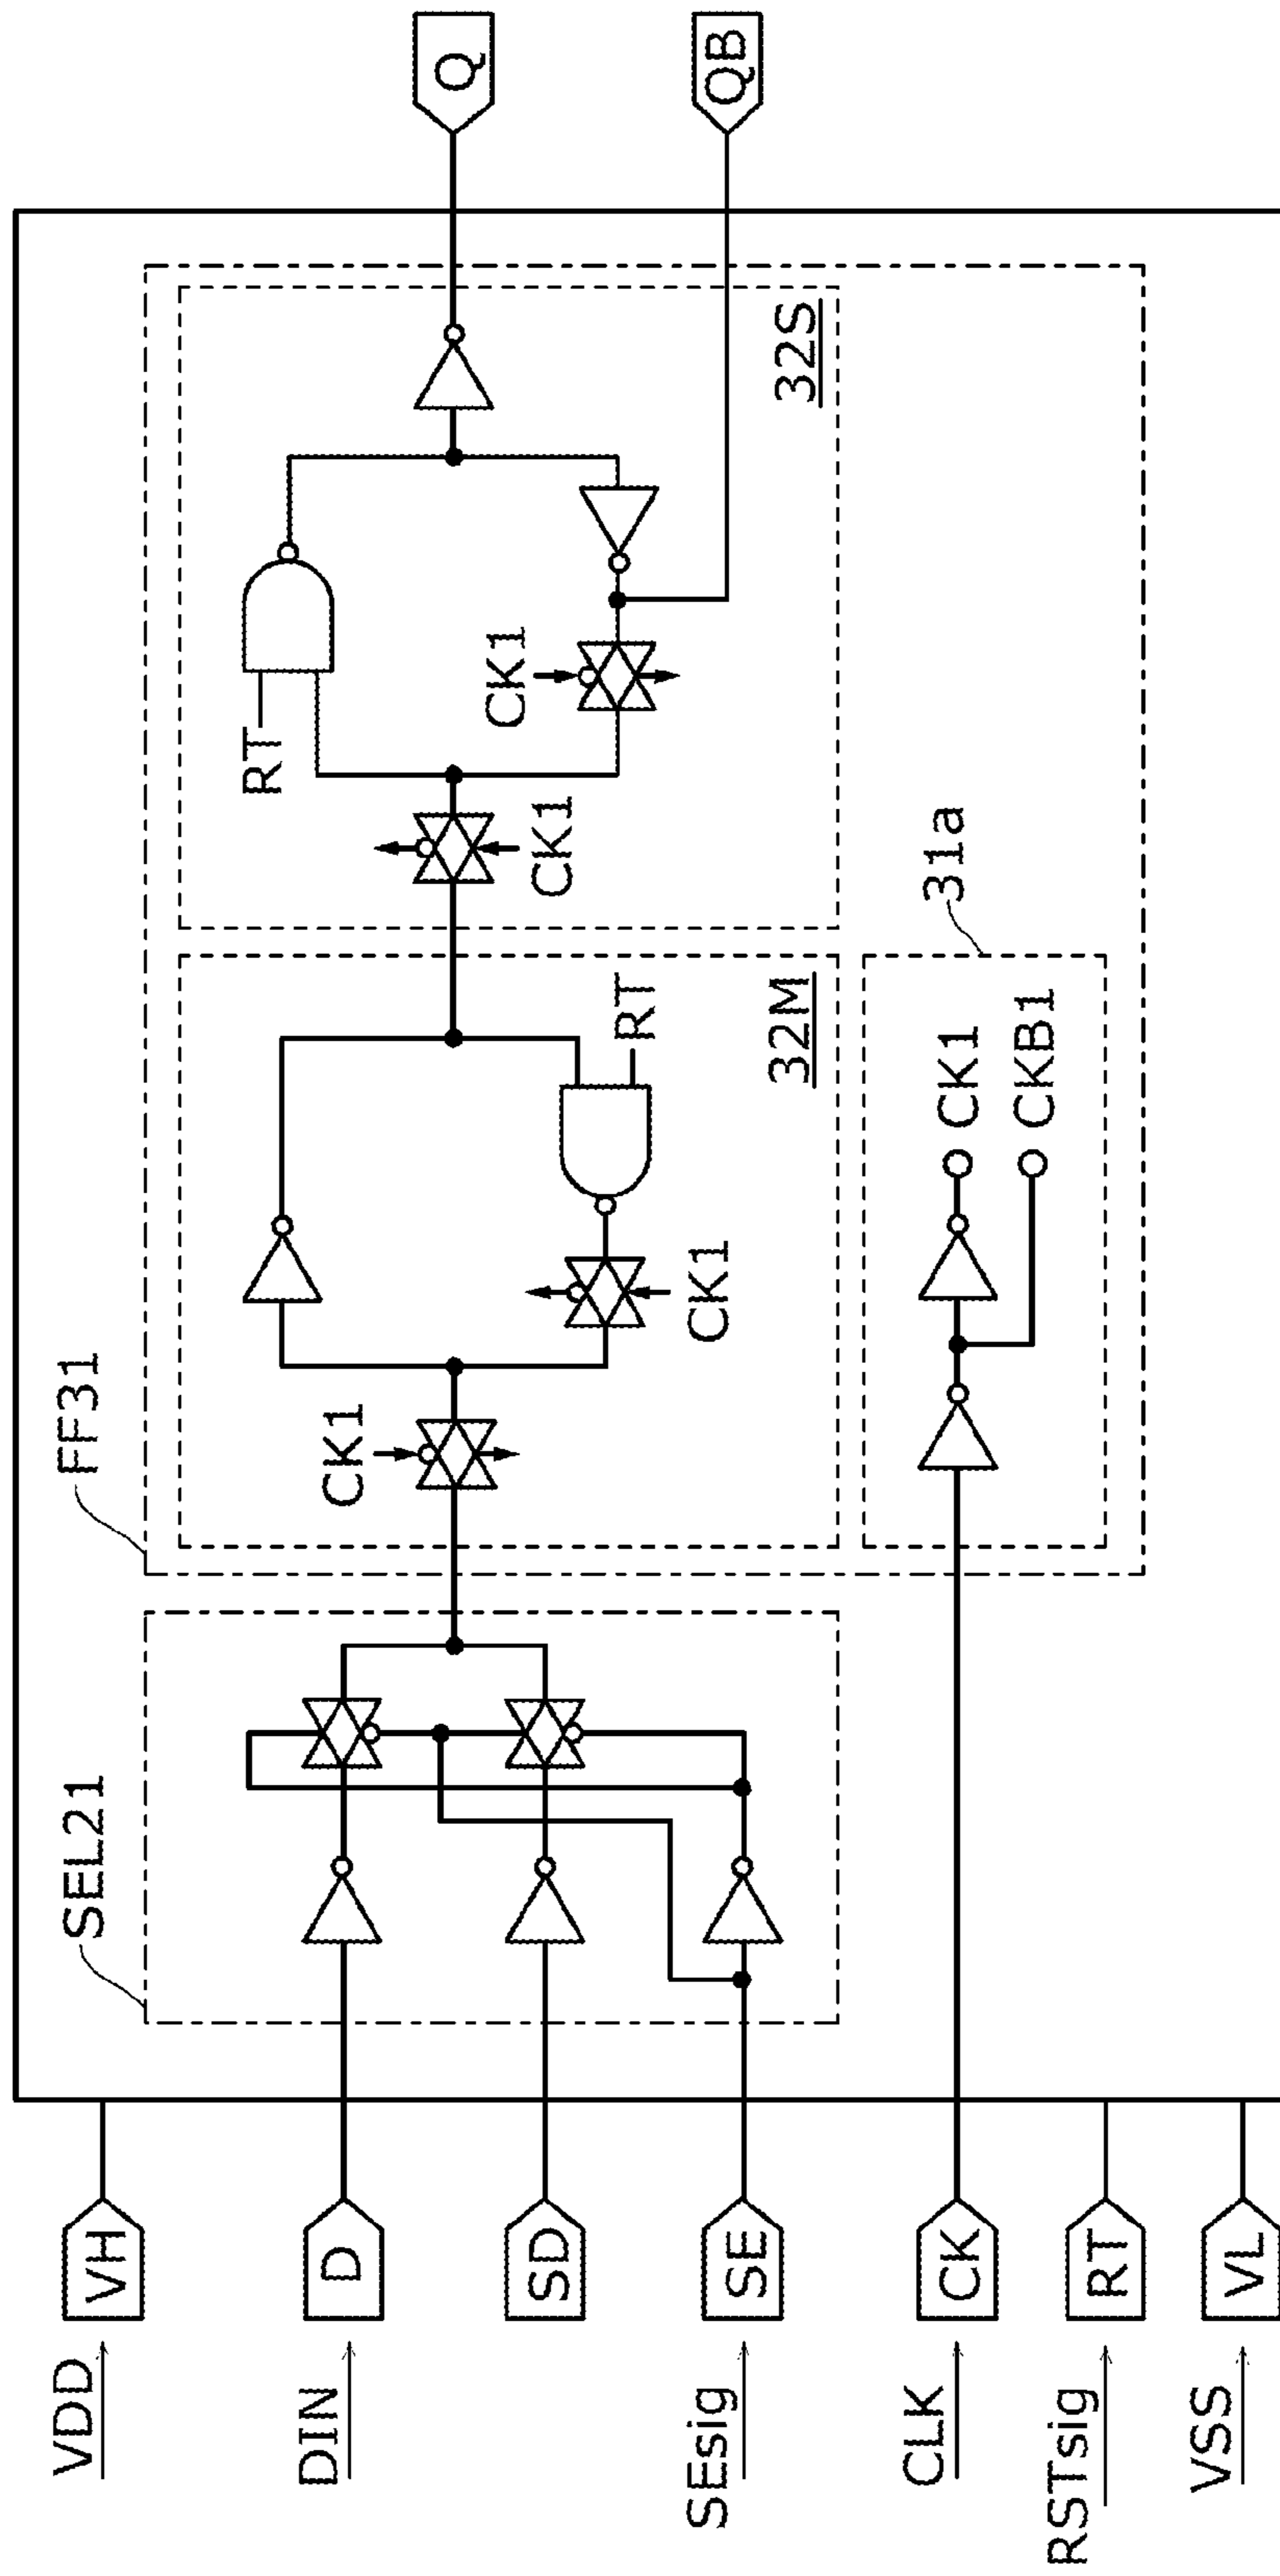 VDD
VH
DIN
D
SD
SEsig
SE
CLK
CK
RSTsig
RT
VSS
VL
SEL21
FF31
CK1
CK1
RT
32M
CK1
RT
CK1
32S
31a
CK1
CKB1
Q
QB